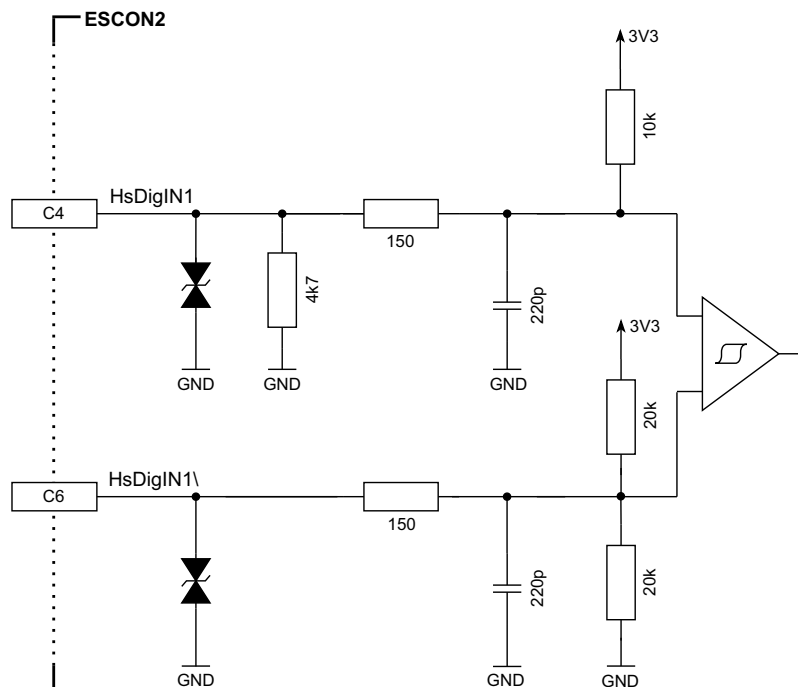 ESCON2
3V3
10k
HsDigIN1
C4
150
4k7
220p
GND
GND
GND
3V3
20k
HsDigIN1\
C6
150
220p
20k
GND
GND
GND